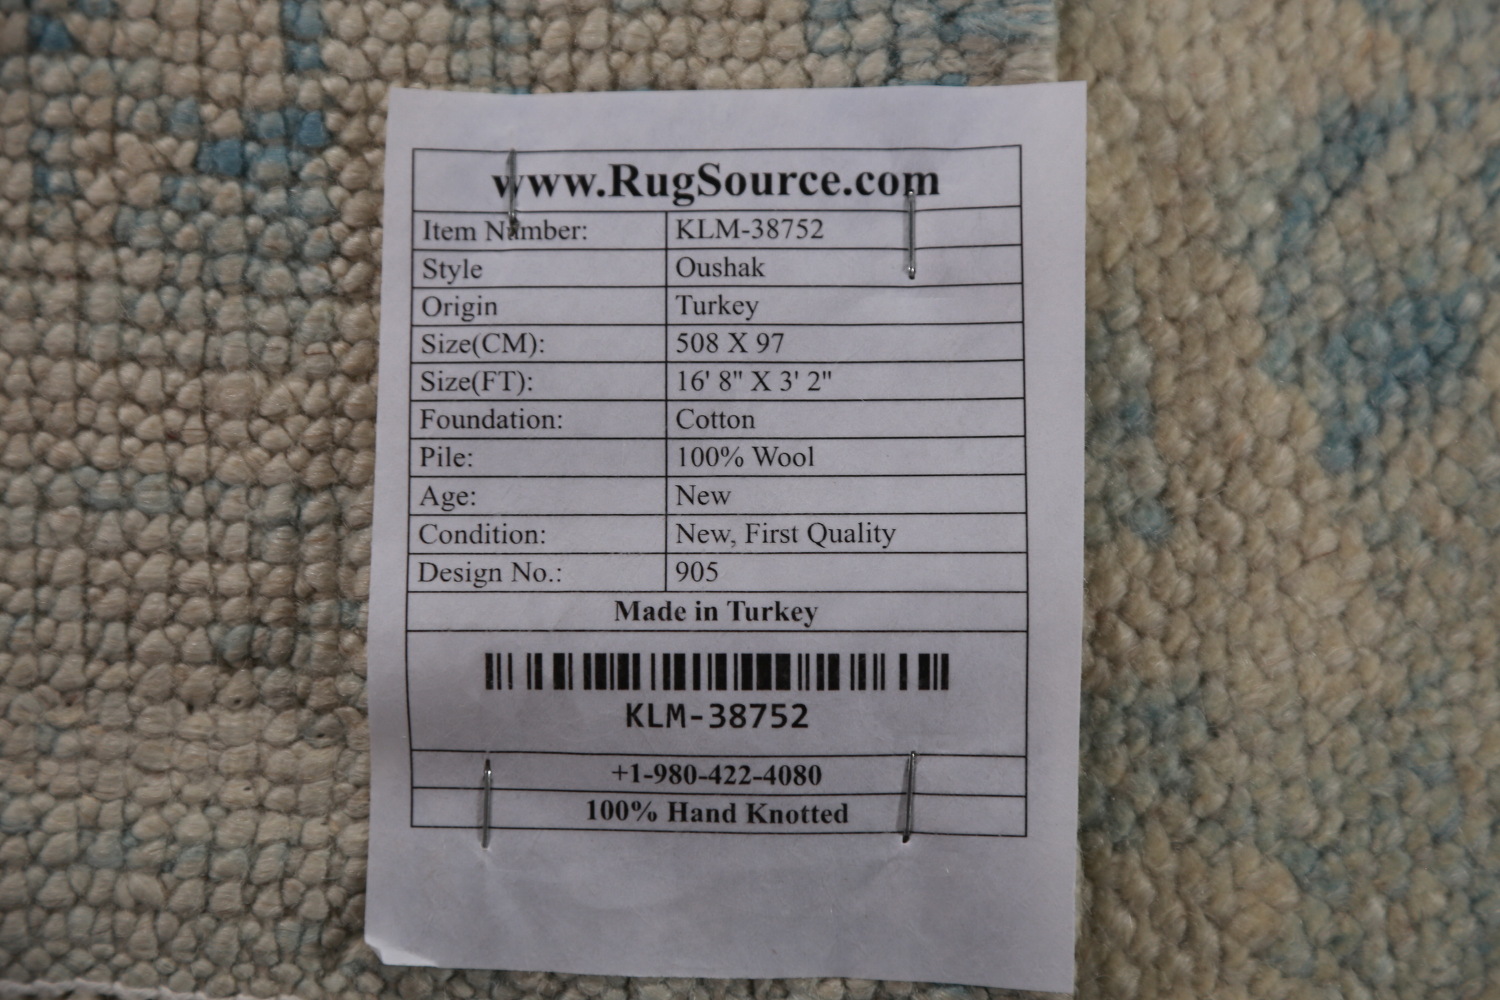 www.RugSource.com
Item Number: KLM-38752
Style Oushak
Origin Turkey
Size(CM): 508 X 97
Size(FT): 16' 8" X 3' 2"
Foundation: Cotton
Pile: 100% Wool
Age: New
Condition: New, First Quality
Design No.: 905
Made in Turkey
KLM-38752
+1-980-422-4080
100% Hand Knotted